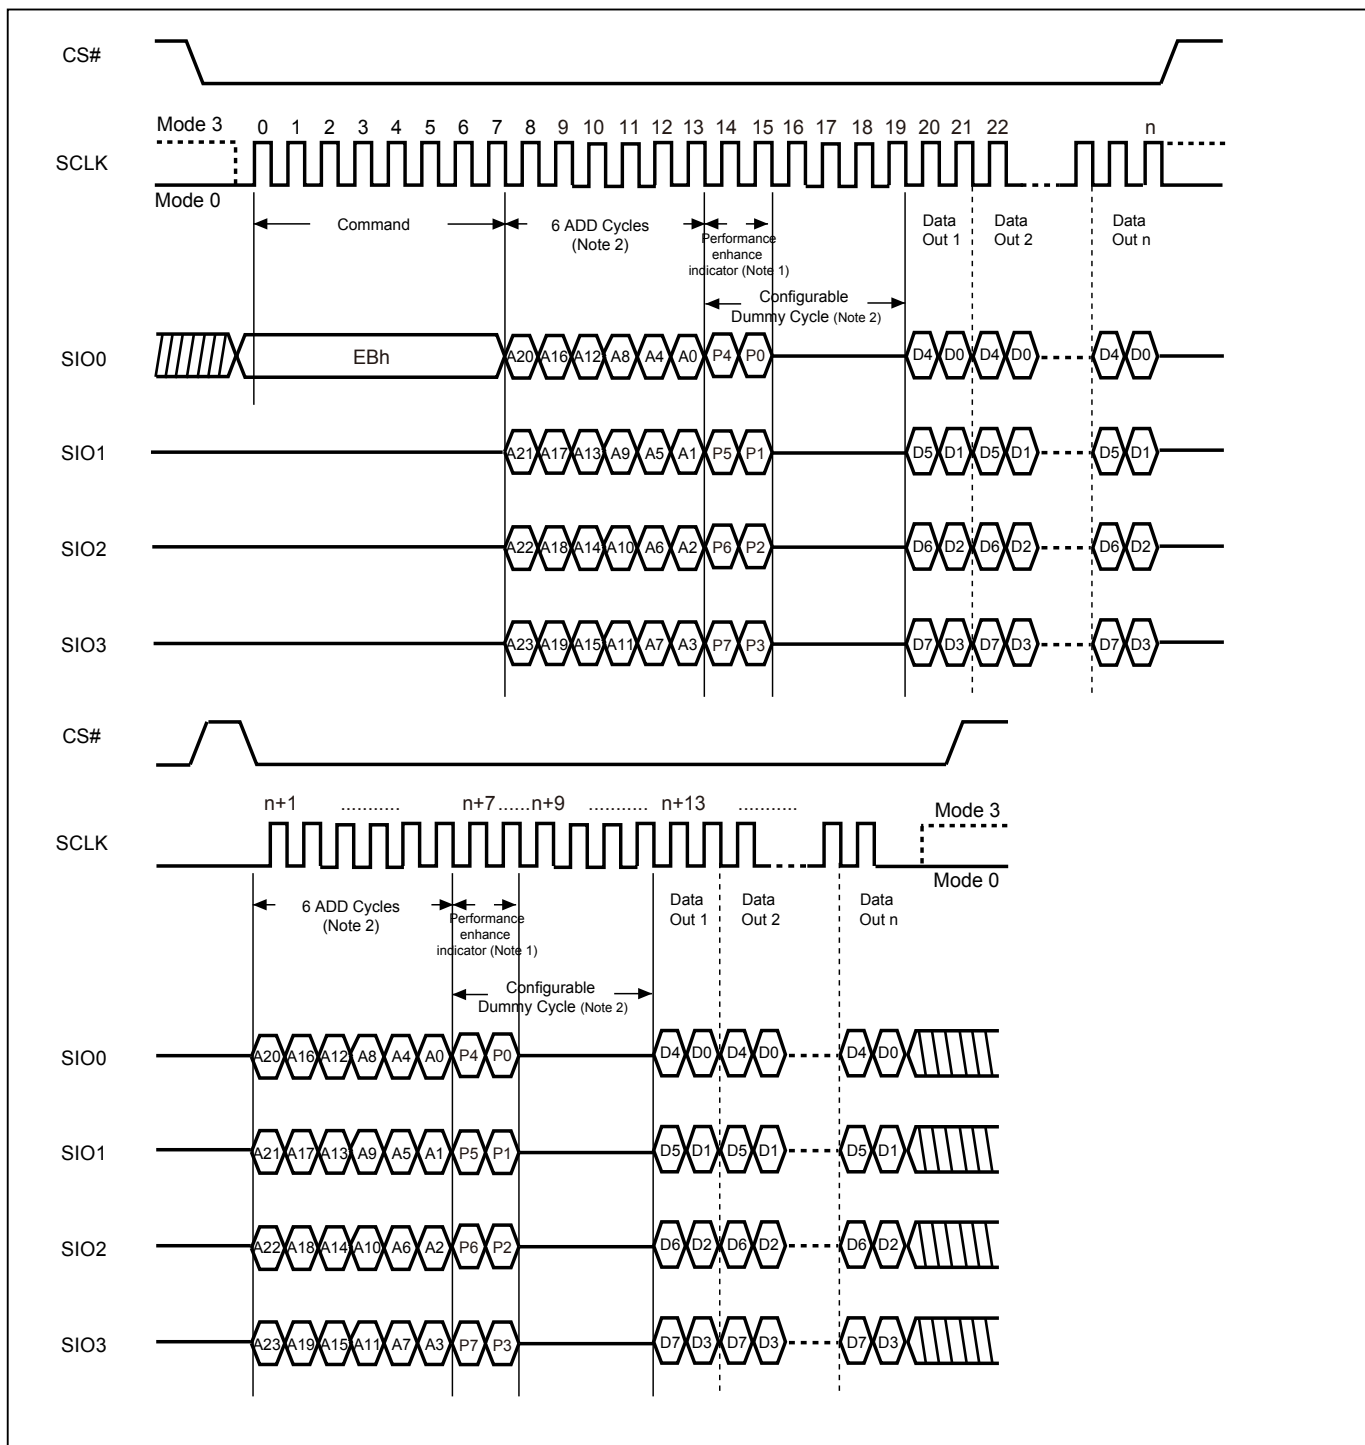 CS#
Mode 3
0 1 2 3 4 5 6 7 8 9 10 11 12 13 14 15 16 17 18 19 20 21 22 n
SCLK
Mode 0
Command
6 ADD Cycles
(Note 2)
Performance
enhance
indicator (Note 1)
Data
Out 1
Data
Out 2
Data
Out n
Configurable
Dummy Cycle (Note 2)
SIO0 EBh A20 A16 A12 A8 A4 A0 P4 P0 D4 D0 D4 D0 D4 D0
SIO1 A21 A17 A13 A9 A5 A1 P5 P1 D5 D1 D5 D1 D5 D1
SIO2 A22 A18 A14 A10 A6 A2 P6 P2 D6 D2 D6 D2 D6 D2
SIO3 A23 A19 A15 A11 A7 A3 P7 P3 D7 D3 D7 D3 D7 D3
CS#
n+1 ........... n+7 ......n+9 ........... n+13 ...........
Mode 3
SCLK
Mode 0
6 ADD Cycles
(Note 2)
Performance
enhance
indicator (Note 1)
Data
Out 1
Data
Out 2
Data
Out n
Configurable
Dummy Cycle (Note 2)
SIO0 A20 A16 A12 A8 A4 A0 P4 P0 D4 D0 D4 D0 D4 D0
SIO1 A21 A17 A13 A9 A5 A1 P5 P1 D5 D1 D5 D1 D5 D1
SIO2 A22 A18 A14 A10 A6 A2 P6 P2 D6 D2 D6 D2 D6 D2
SIO3 A23 A19 A15 A11 A7 A3 P7 P3 D7 D3 D7 D3 D7 D3